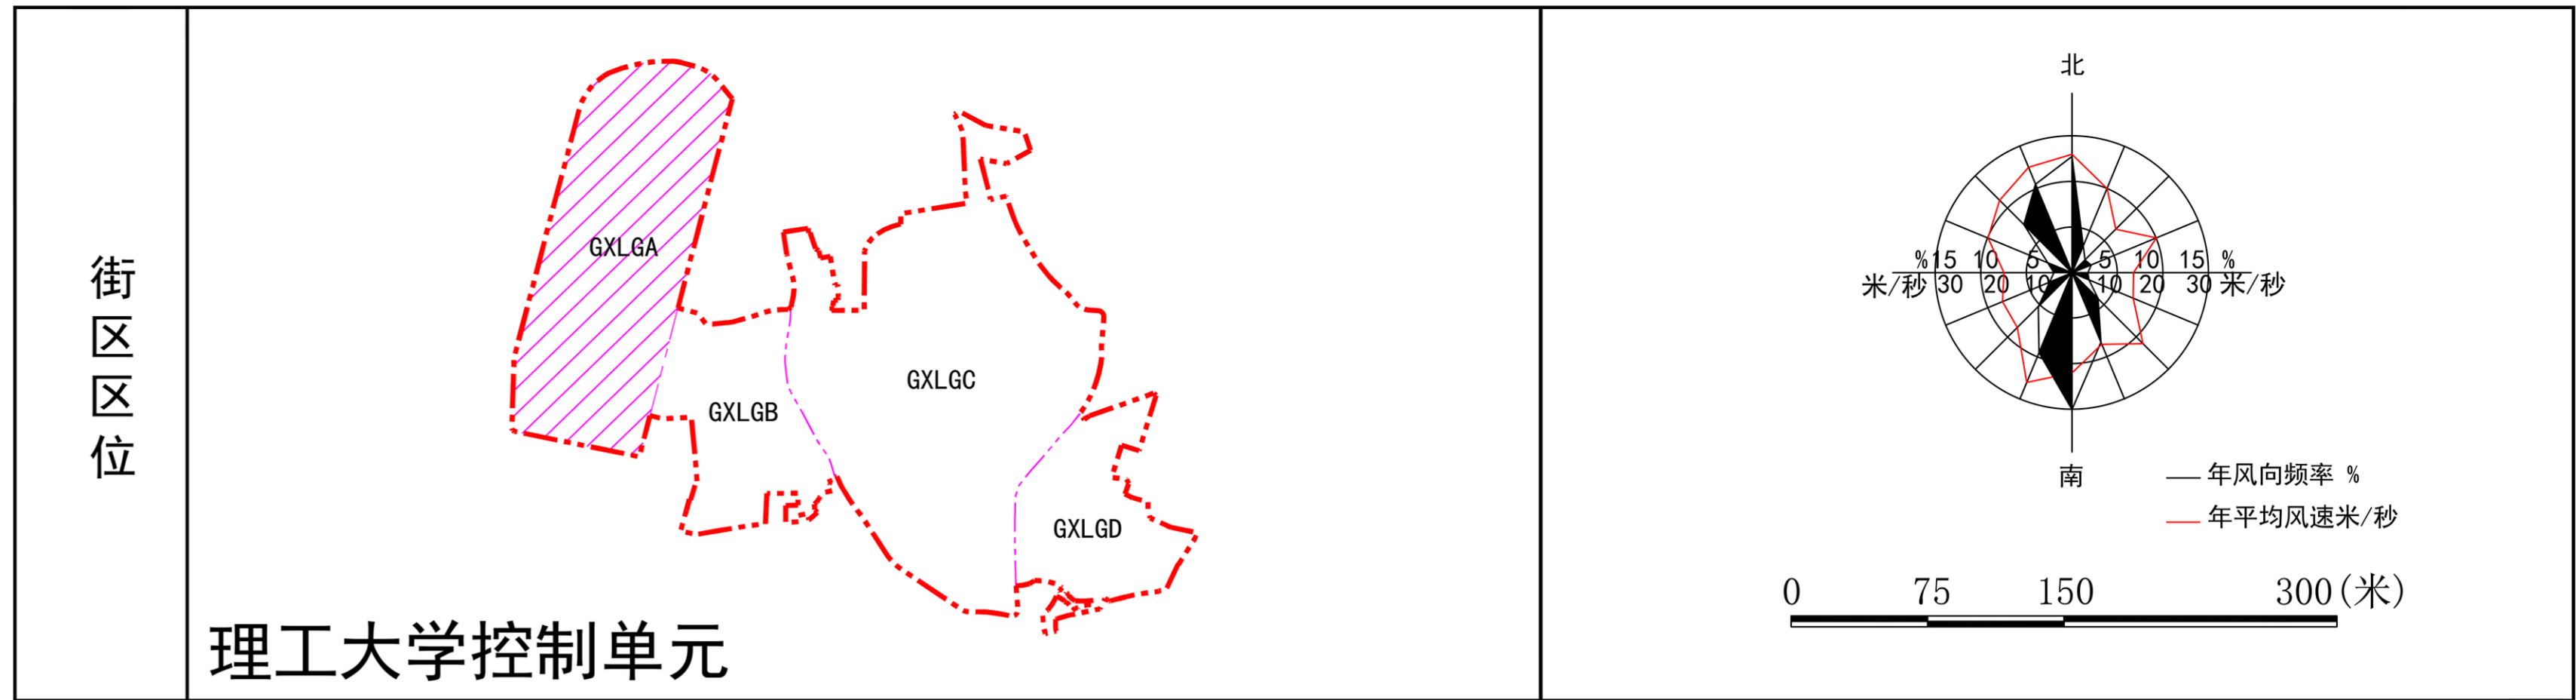 街区区位
GXLGA
GXLGB
GXLGC
GXLGD
理工大学控制单元
北
% 15 10 5 5 10 15 %
米/秒 30 20 10 10 20 30 米/秒
南
年风向频率 %
年平均风速米/秒
0 75 150 300(米)